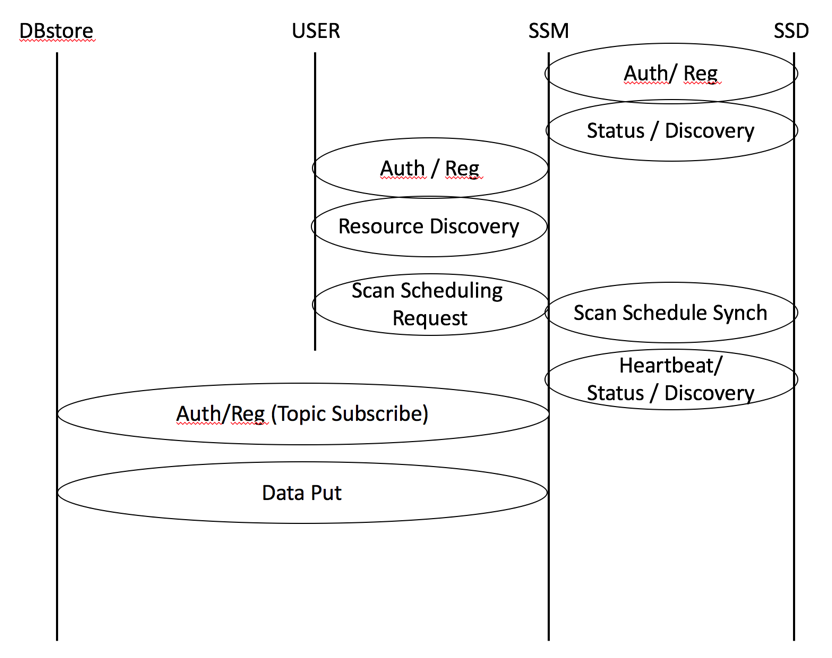 DBstore
USER
SSM
SSD
Auth/ Reg
Status / Discovery
Auth / Reg
Resource Discovery
Scan Scheduling
Request
Scan Schedule Synch
Heartbeat/
Status / Discovery
Auth/Reg (Topic Subscribe)
Data Put